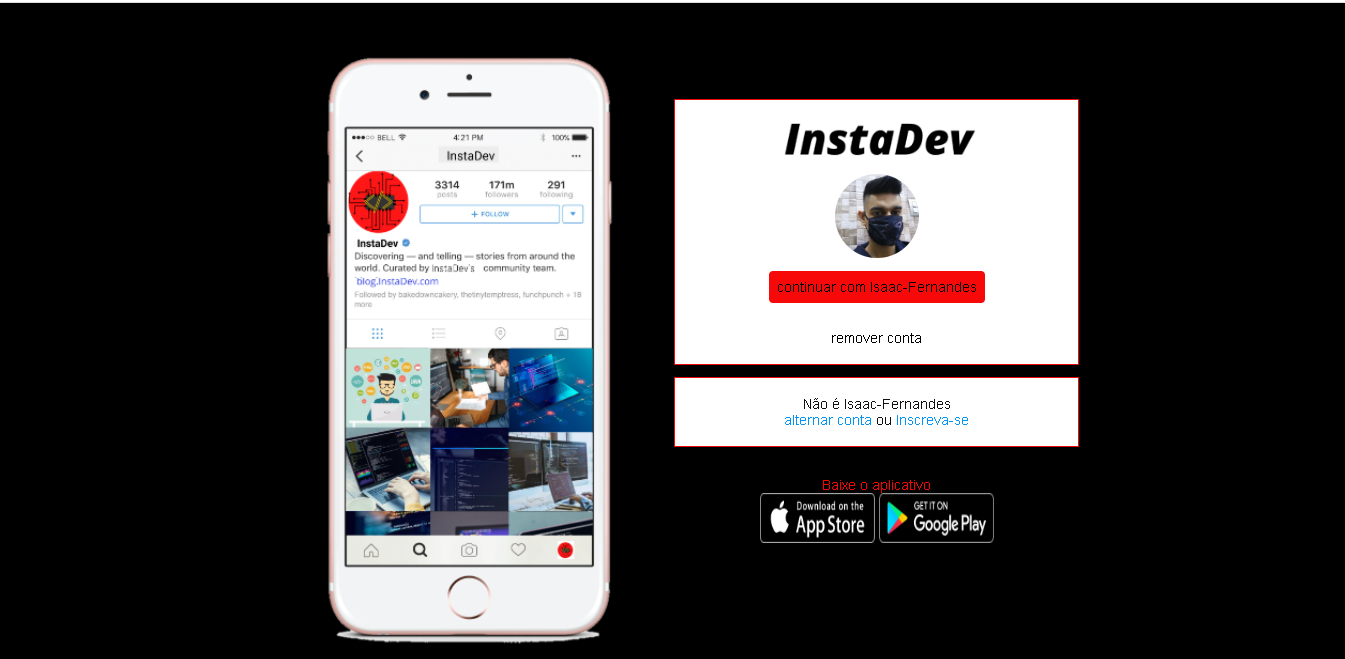 BELL 4:21 PM 100%
InstaDev
3314 171m 291
posts followers following
+ FOLLOW
InstaDev
Discovering — and telling — stories from around the
world. Curated by InstaDev's community team.
blog.InstaDev.com
Followed by bakedowncakery, thetinytemptress, funchpunch + 18
more
InstaDev
continuar com Isaac-Fernandes
remover conta
Não é Isaac-Fernandes
alternar conta ou Inscreva-se
Baixe o aplicativo
Download on the
App Store
GET IT ON
Google Play